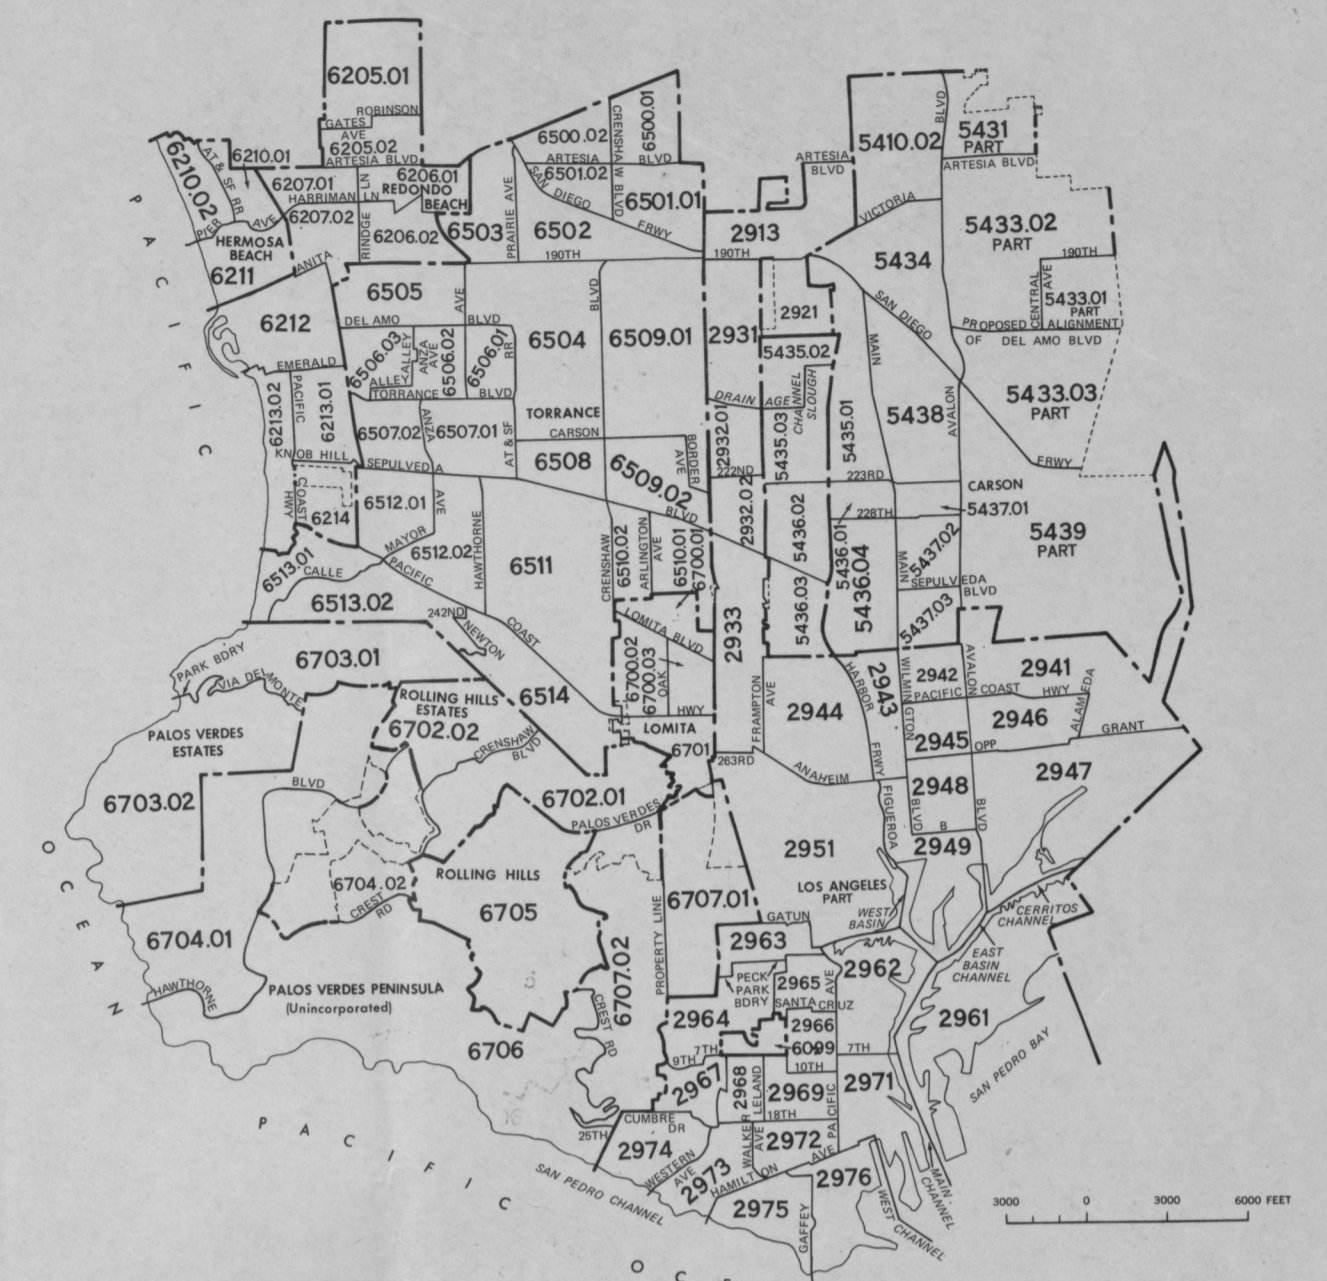 6205.01
ROBINSON
GATES
AVE
6205.02
ARTESIA BLVD
6210.01
6210.02
AT & SF RR
PIER AVE
6207.01
HARRIMAN LN
LN
6206.01
REDONDO
BEACH
6207.02
RINDGE
6206.02
HERMOSA
BEACH
6211
ANITA
6503
PRAIRIE AVE
6500.02
CRENSHAW BLVD
6500.01
ARTESIA BLVD
6501.02
SAN DIEGO FRWY
6501.01
6502
190TH
2913
190TH
ARTESIA
BLVD
5410.02
BLVD
5431
PART
ARTESIA BLVD
VICTORIA
5433.02
PART
5434
190TH
CENTRAL AVE
5433.01
PART
PROPOSED ALIGNMENT
OF DEL AMO BLVD
6212
EMERALD
6505
AVE
DEL AMO BLVD
6506.03
ALLEY
ALLEY
ANZA
AVE
6506.02
6506.01
RR
TORRANCE BLVD
6504
BLVD
6509.01
2931
2921
5435.02
MAIN
SAN DIEGO
5433.03
PART
DRAINAGE
CHANNEL
SLOUGH
5438
AVALON
6213.02
PACIFIC
6213.01
6507.02
ANZA
6507.01
AT & SF
TORRANCE
CARSON
2932.01
5435.03
5435.01
KNOB HILL
SEPULVEDA
6508
6509.02
BORDER
AVE
222ND
223RD
FRWY
CARSON
COAST
HWY
6214
6512.01
AVE
BLVD
2932.02
5436.02
228TH
5437.01
5439
PART
MAYOR
6512.02
HAWTHORNE
6511
CRENSHAW
6510.02
ARLINGTON
AVE
6510.01
6700.01
5436.01
5436.04
MAIN
5437.02
6513.01
CALLE
PACIFIC
SEPULVEDA
BLVD
6513.02
242ND
NEWTON
COAST
LOMITA BLVD
2933
5436.03
5437.03
PARK BDRY
VIA DEL MONTE
6703.01
6700.02
6700.03
OAK
HARBOR
2943
WILMINGTON
2942
AVALON
2941
PACIFIC COAST HWY
ALAMEDA
ROLLING HILLS
ESTATES
6702.02
6514
HWY
FRAMPTON
AVE
2944
2946
GRANT
PALOS VERDES
ESTATES
CRENSHAW
BLVD
LOMITA
6701
263RD
2945
OPP
ANAHEIM
FRWY
6703.02
BLVD
6702.01
PALOS VERDES
DR
FIGUEROA
2948
BLVD
B
BLVD
2947
2951
2949
6704.02
CREST
RD
ROLLING HILLS
6705
6707.01
LOS ANGELES
PART
WEST
BASIN
CERRITOS
CHANNEL
6704.01
6707.02
PROPERTY LINE
GATUN
2963
2962
EAST
BASIN
CHANNEL
HAWTHORNE
PALOS VERDES PENINSULA
(Unincorporated)
PECK
PARK
BDRY
2965
AVE
SANTA CRUZ
6706
CREST RD
2964
2966
2961
7TH
6099
7TH
SAN PEDRO BAY
9TH
10TH
2967
2968
LELAND
2969
2971
25TH
CUMBRE
DR
18TH
PACIFIC
2974
WALKER
AVE
2972
AVE
WESTERN
AVE
2973
HAMILTON
2976
MAIN
CHANNEL
SAN PEDRO CHANNEL
2975
GAFFEY
WEST CHANNEL
3000 0 3000 6000 FEET
PACIFIC
OCEAN
PACIFIC
O C